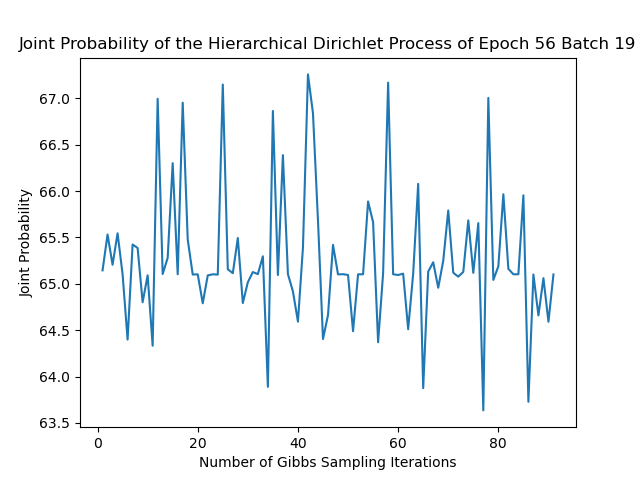 Joint Probability of the Hierarchical Dirichlet Process of Epoch 56 Batch 19
67.0
66.5
66.0
65.5
65.0
64.5
64.0
63.5
Joint Probability
0 20 40 60 80
Number of Gibbs Sampling Iterations